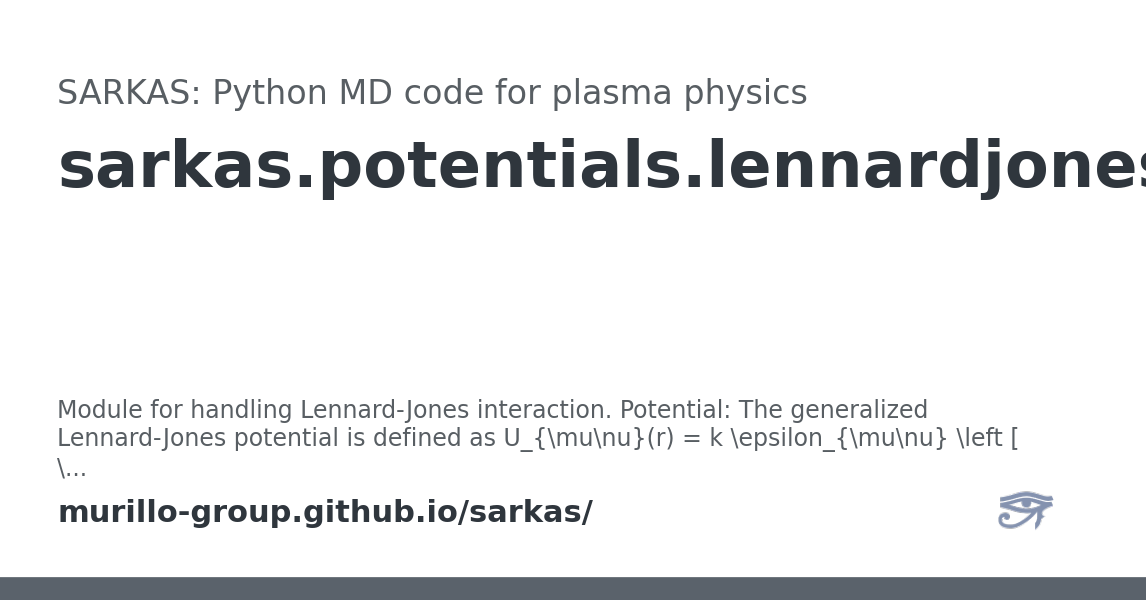 SARKAS: Python MD code for plasma physics
sarkas.potentials.lennardjones
Module for handling Lennard-Jones interaction. Potential: The generalized
Lennard-Jones potential is defined as U_{\mu\nu}(r) = k \epsilon_{\mu\nu} \left [
\...
murillo-group.github.io/sarkas/